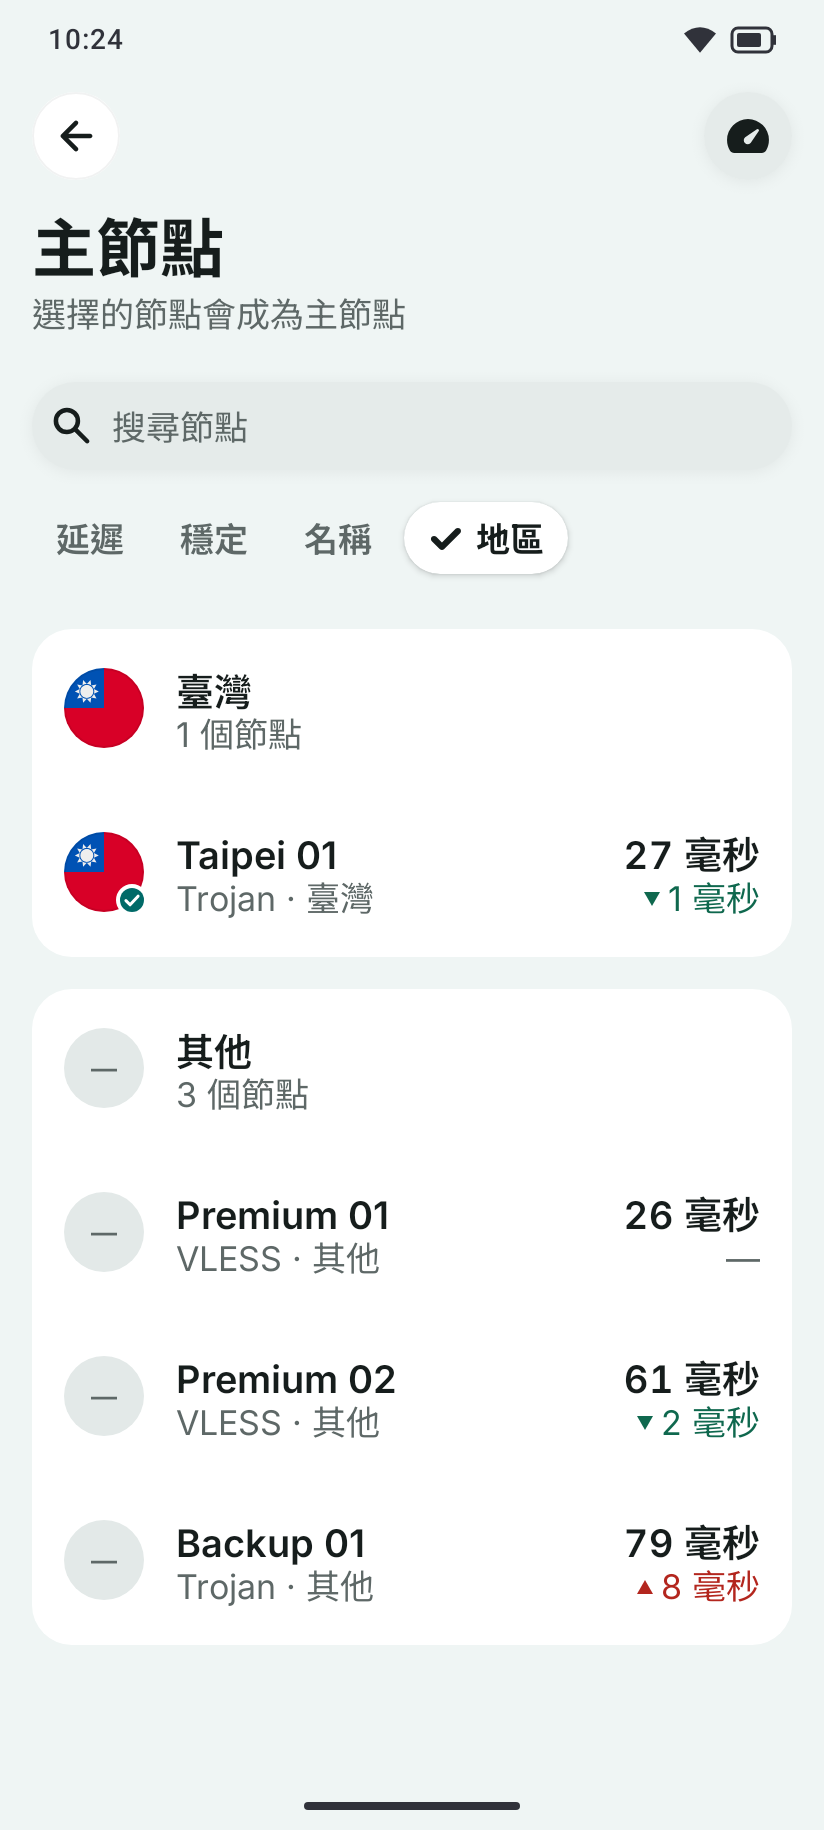 10:24
主節點
選擇的節點會成為主節點
搜尋節點
延遲 穩定 名稱 地區
臺灣
1 個節點
Taipei 01 27 毫秒
Trojan · 臺灣 ▼1 毫秒
— 其他
3 個節點
— Premium 01 26 毫秒
VLESS · 其他 —
— Premium 02 61 毫秒
VLESS · 其他 ▼2 毫秒
— Backup 01 79 毫秒
Trojan · 其他 ▲8 毫秒